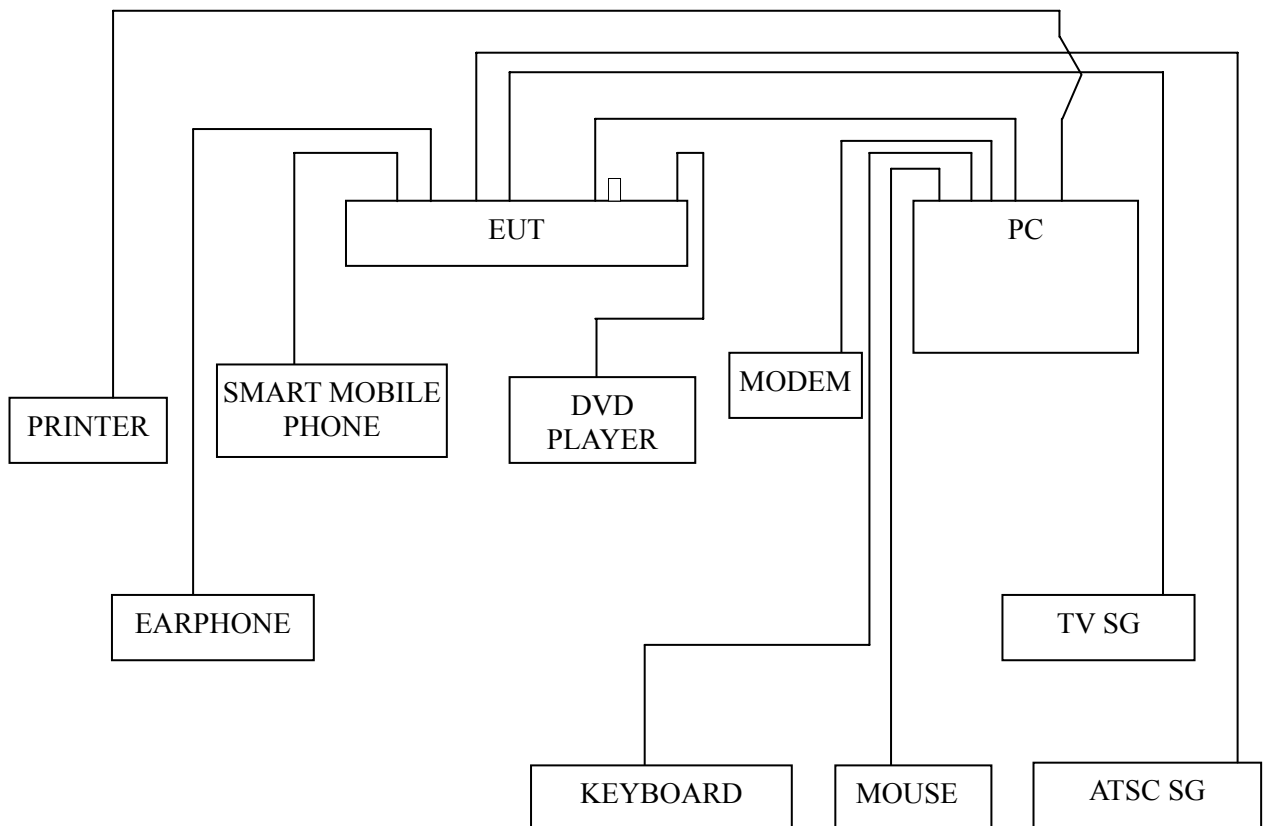 EUT
PC
SMART MOBILE
PHONE
MODEM
DVD
PLAYER
PRINTER
EARPHONE
TV SG
KEYBOARD
MOUSE
ATSC SG